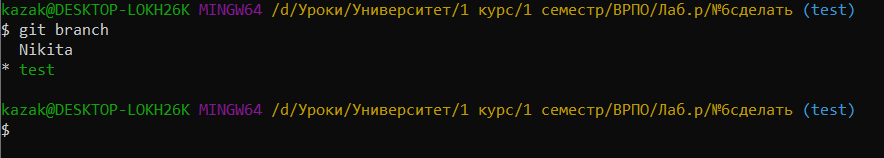 kazak@DESKTOP-LOKH26K MINGW64 /d/Уроки/Университет/1 курс/1 семестр/ВРПО/Лаб.р/№6сделать (test)
$ git branch
  Nikita
* test
kazak@DESKTOP-LOKH26K MINGW64 /d/Уроки/Университет/1 курс/1 семестр/ВРПО/Лаб.р/№6сделать (test)
$